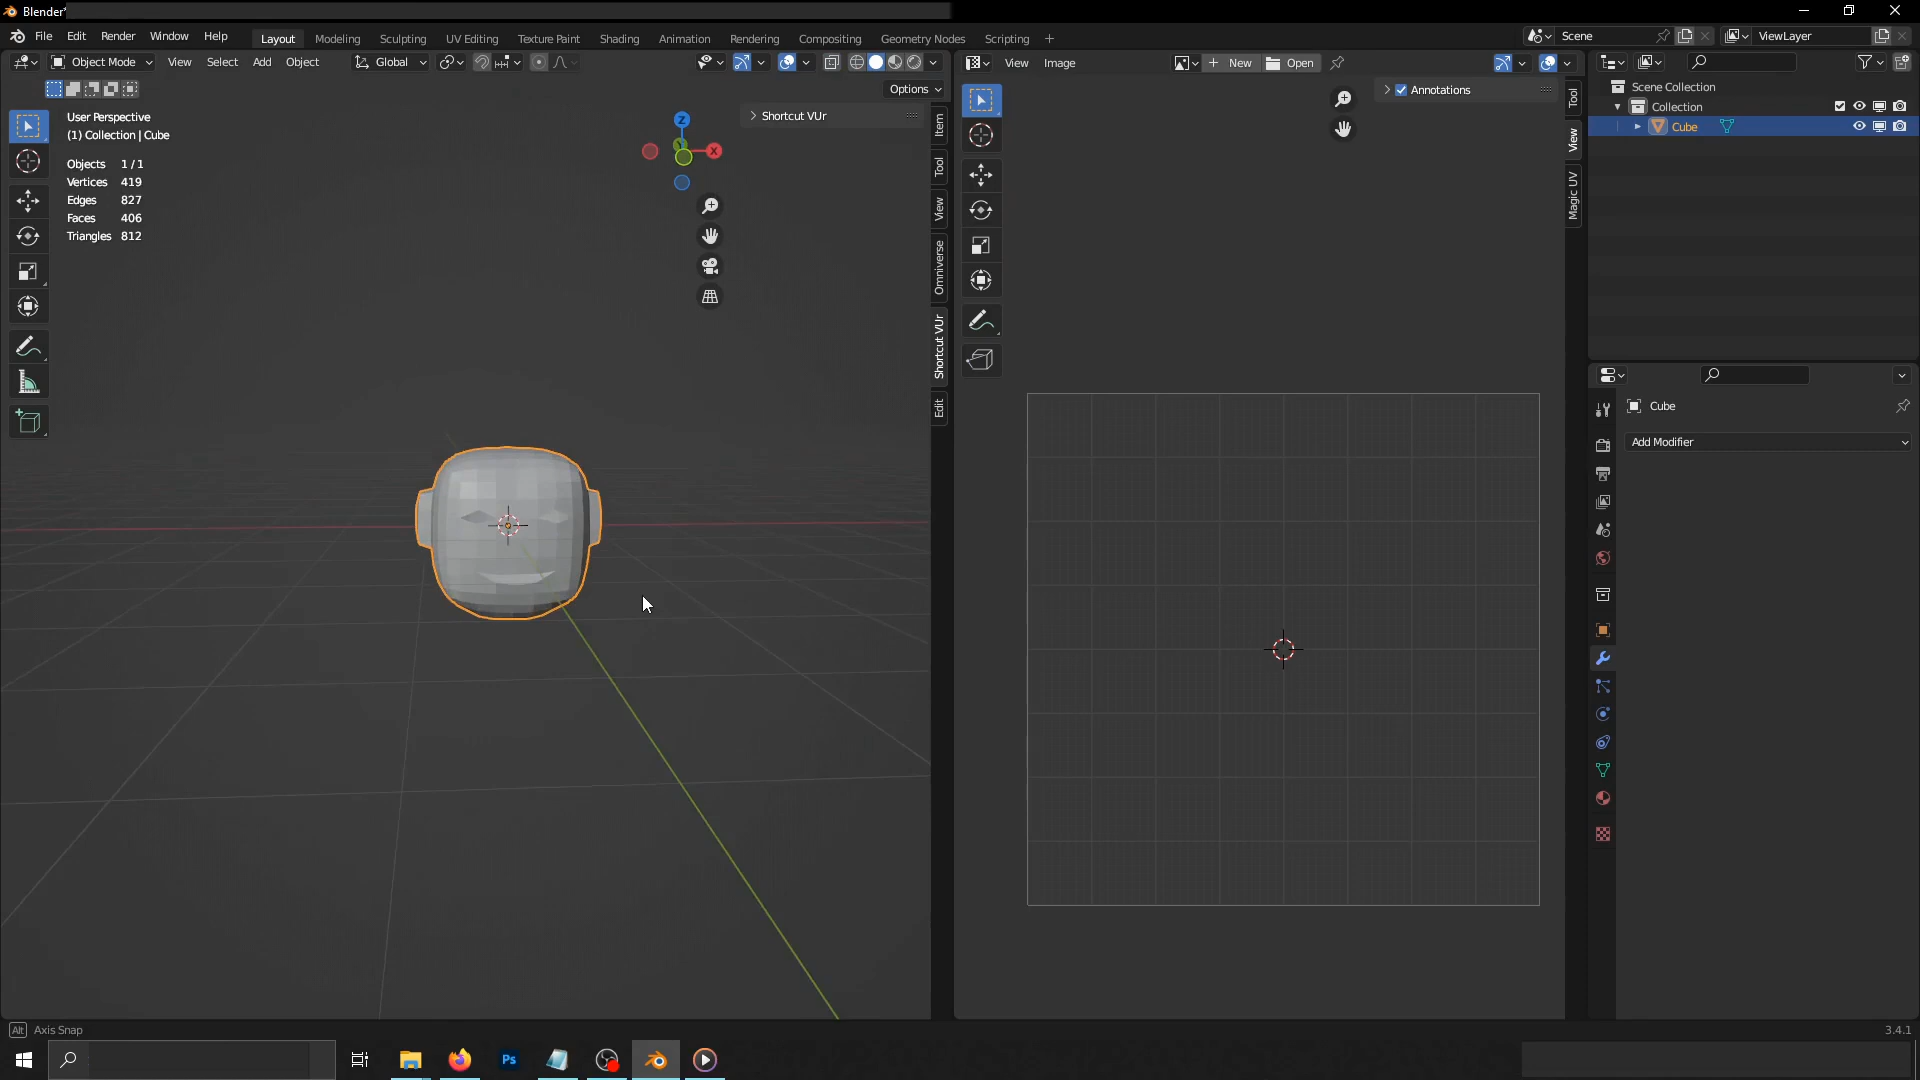 Blender*
File Edit Render Window Help
Layout Modeling Sculpting UV Editing Texture Paint Shading Animation Rendering Compositing Geometry Nodes Scripting
Scene
ViewLayer
Object Mode View Select Add Object Global
Options
View Image New Open
User Perspective
(1) Collection | Cube
Objects 1/1
Vertices 419
Edges 827
Faces 406
Triangles 812
Shortcut VUr
Z
X
Item
Tool
View
Omniverse
Shortcut VUr
Edit
Annotations
Tool
View
Magic UV
Scene Collection
Collection
Cube
Cube
Add Modifier
Alt Axis Snap
3.4.1
Ps